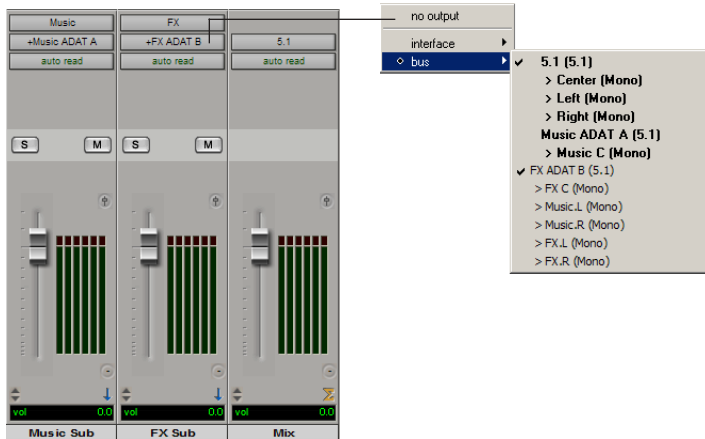 Music
FX
+Music ADAT A
+FX ADAT B
5.1
auto read
auto read
auto read
S
M
S
M
vol 0.0
vol 0.0
vol 0.0
Music Sub
FX Sub
Mix
no output
interface
bus
5.1 (5.1)
> Center (Mono)
> Left (Mono)
> Right (Mono)
Music ADAT A (5.1)
> Music C (Mono)
FX ADAT B (5.1)
> FX C (Mono)
> Music.L (Mono)
> Music.R (Mono)
> FX.L (Mono)
> FX.R (Mono)